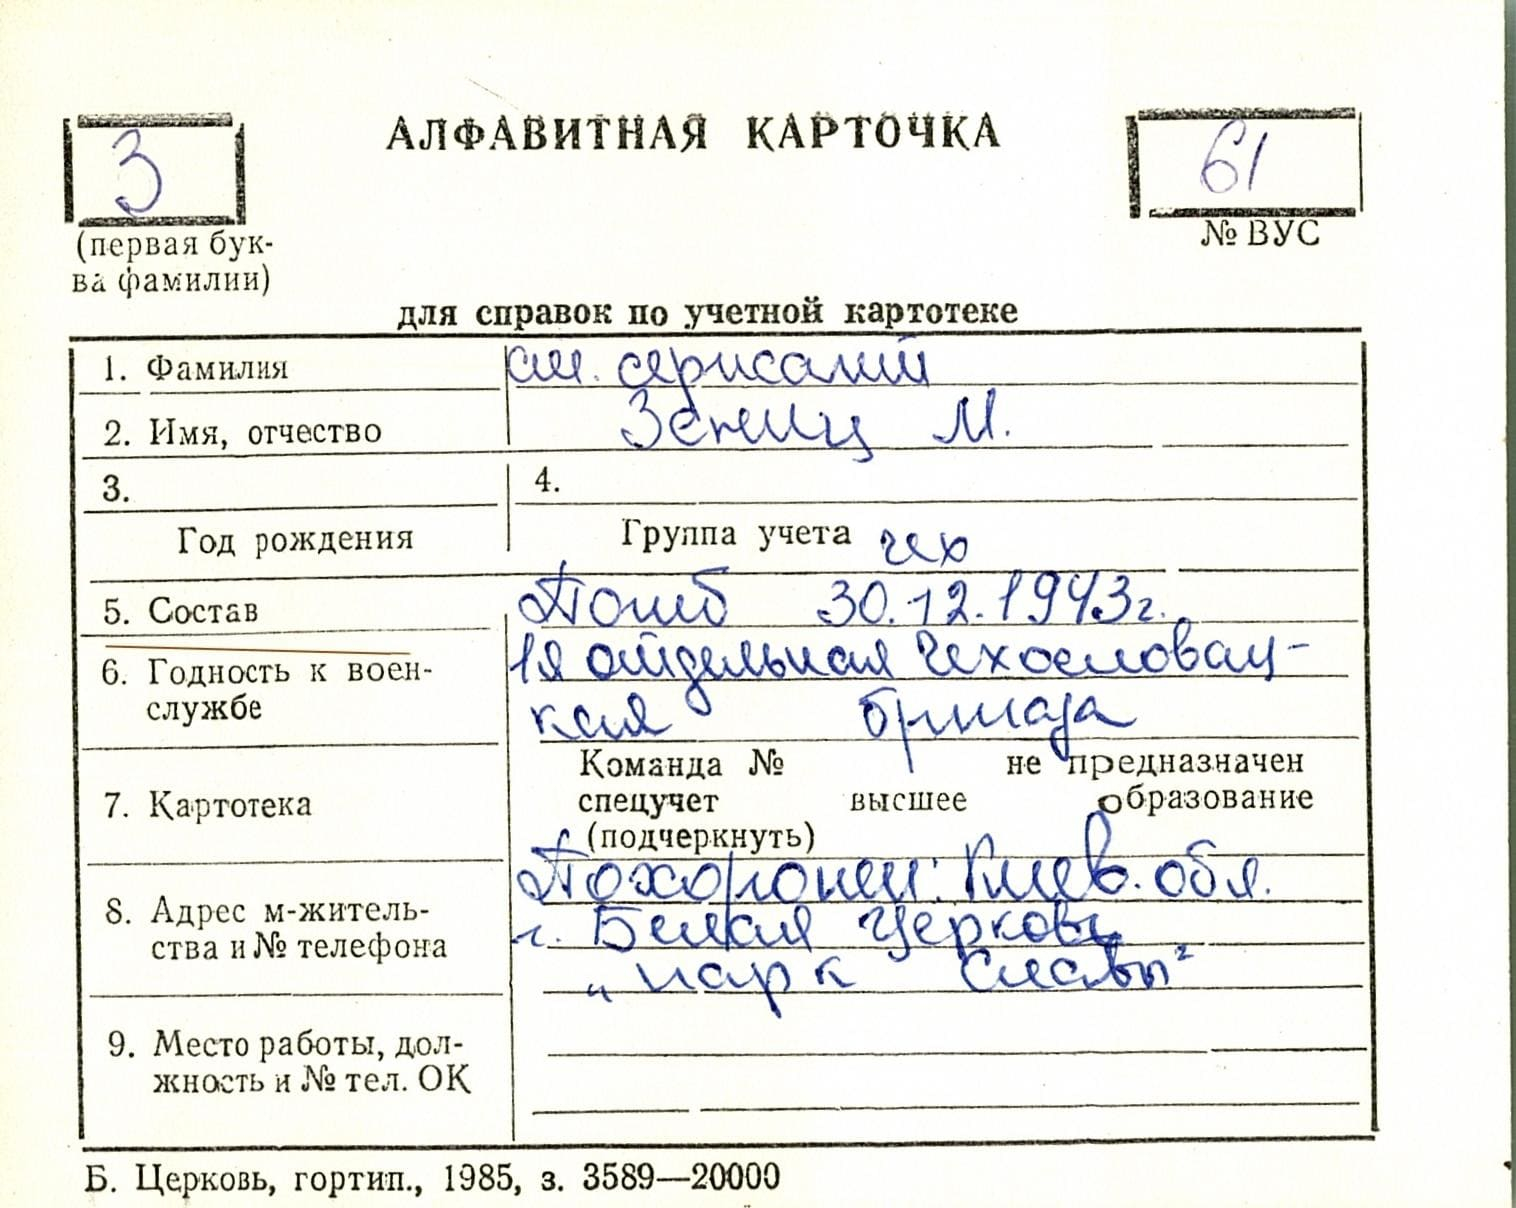 З
АЛФАВИТНАЯ КАРТОЧКА
61
(первая бук-
ва фамилии)
№ ВУС
для справок по учетной картотеке
1. Фамилия
ст. сержант
2. Имя, отчество
Зениц М.
3.
4.
Год рождения
Группа учета чех
5. Состав
Погиб 30.12.1943г.
6. Годность к воен-
службе
1я отдельная Чехословац-
кая бригада
7. Картотека
Команда № не предназначен
спецучет высшее образование
(подчеркнуть)
8. Адрес м-житель-
ства и № телефона
Похоронен: Киев. обл.
г. Белая Церковь
„парк Славы"
9. Место работы, дол-
жность и № тел. ОК
Б. Церковь, гортип., 1985, з. 3589—20000